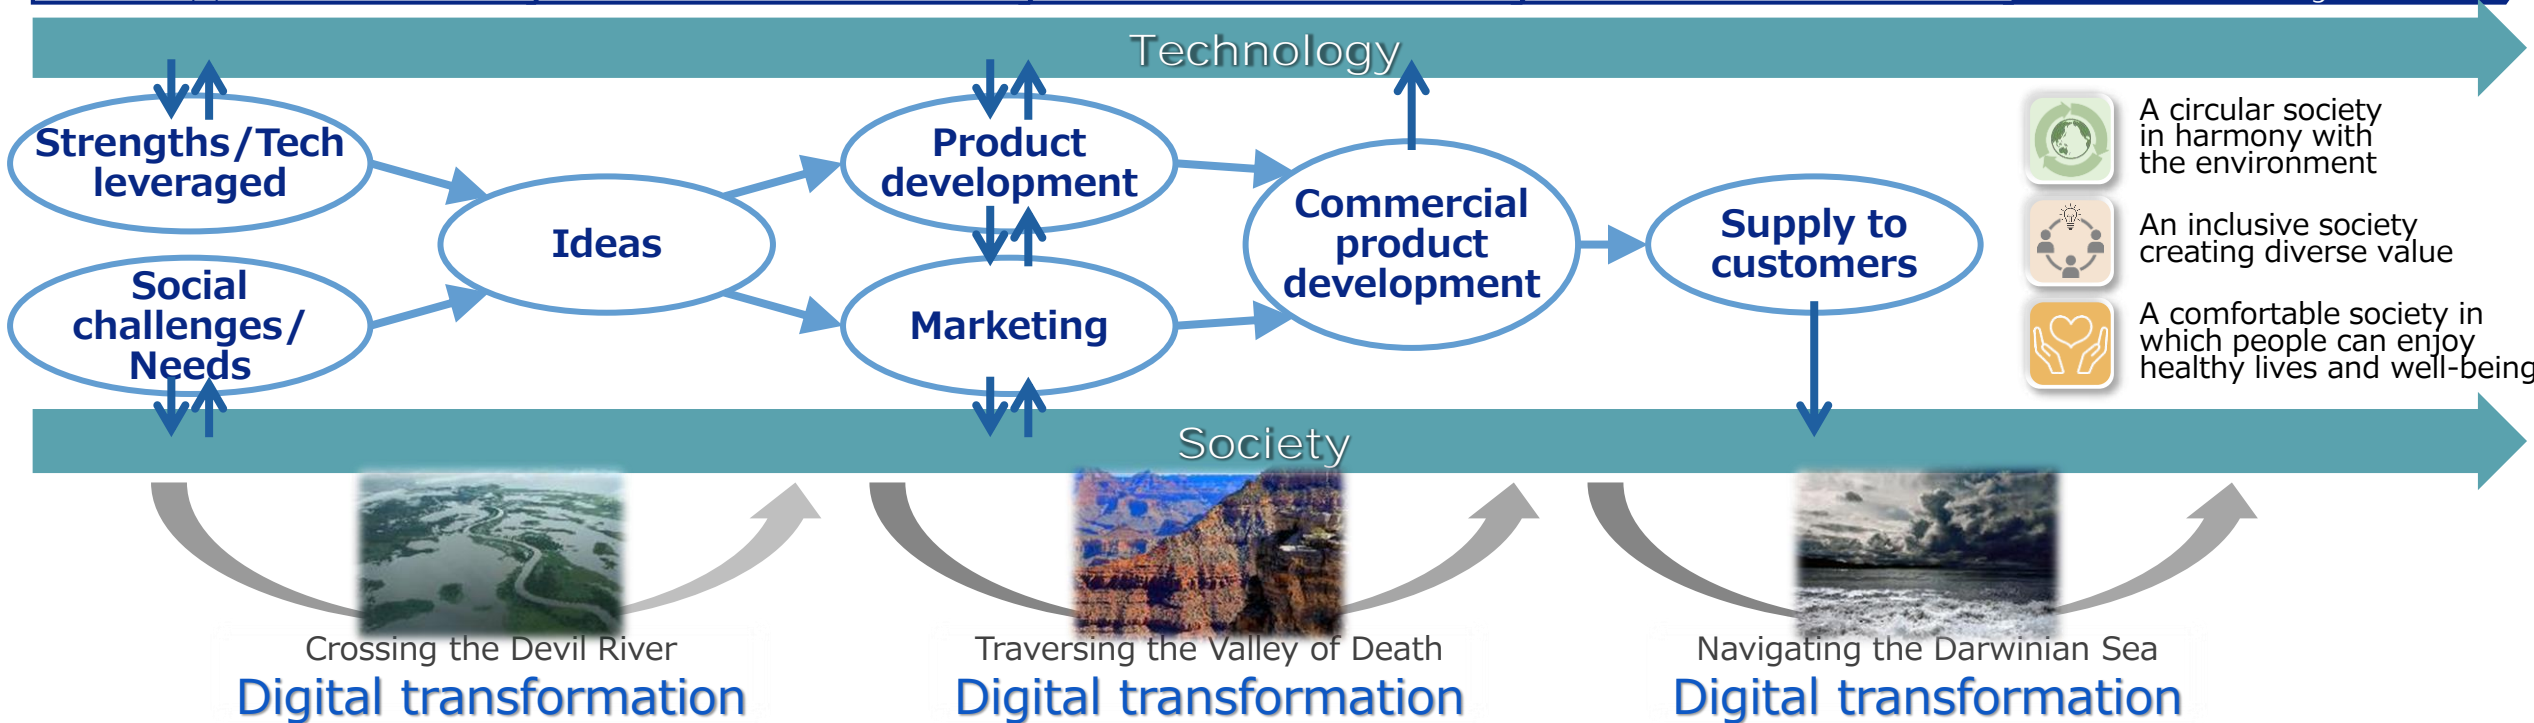 Technology
Strengths/Tech
leveraged
Social
challenges/
Needs
Ideas
Product
development
Marketing
Commercial
product
development
Supply to
customers
A circular society
in harmony with
the environment
An inclusive society
creating diverse value
A comfortable society in
which people can enjoy
healthy lives and well-being
Society
Crossing the Devil River
Digital transformation
Traversing the Valley of Death
Digital transformation
Navigating the Darwinian Sea
Digital transformation